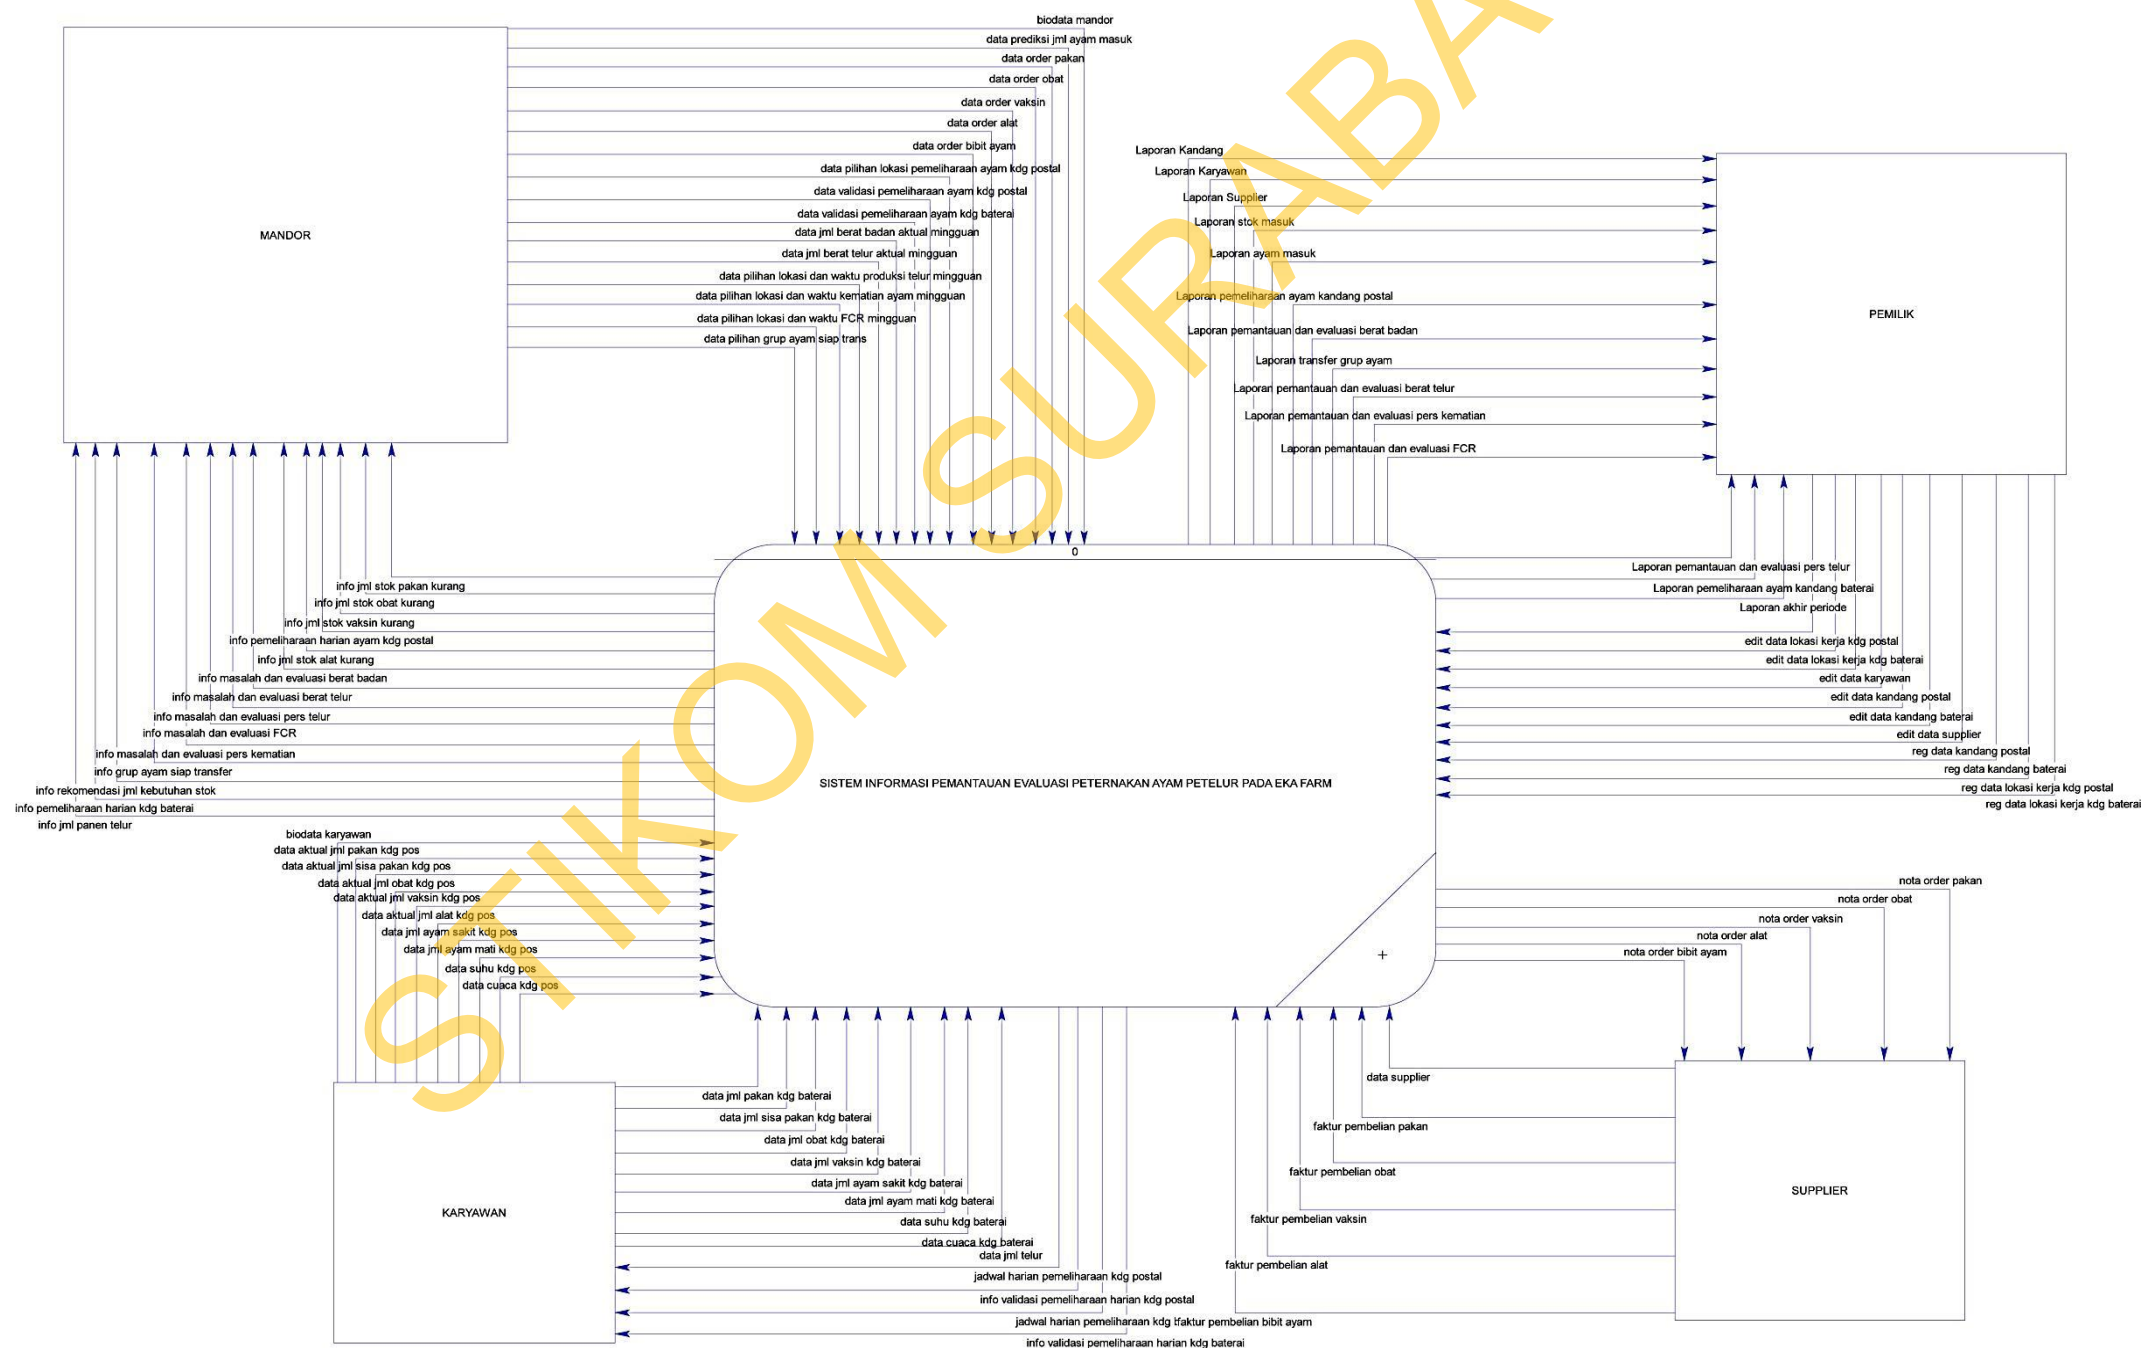 biodata mandor
data prediksi jml ayam masuk
data order pakan
data order obat
data order vaksin
data order alat
data order bibit ayam
data pilihan lokasi pemeliharaan ayam kdg postal
data validasi pemeliharaan ayam kdg postal
data validasi pemeliharaan ayam kdg baterai
data jml berat badan aktual mingguan
data jml berat telur aktual mingguan
data pilihan lokasi dan waktu produksi telur mingguan
data pilihan lokasi dan waktu kematian ayam mingguan
data pilihan lokasi dan waktu FCR mingguan
data pilihan grup ayam siap trans
MANDOR
Laporan Kandang
Laporan Karyawan
Laporan Supplier
Laporan stok masuk
Laporan ayam masuk
Laporan pemeliharaan ayam kandang postal
Laporan pemantauan dan evaluasi berat badan
Laporan transfer grup ayam
Laporan pemantauan dan evaluasi berat telur
Laporan pemantauan dan evaluasi pers kematian
Laporan pemantauan dan evaluasi FCR
PEMILIK
0
Laporan pemantauan dan evaluasi pers telur
Laporan pemeliharaan ayam kandang baterai
Laporan akhir periode
edit data lokasi kerja kdg postal
edit data lokasi kerja kdg baterai
edit data karyawan
edit data kandang postal
edit data kandang baterai
edit data supplier
reg data kandang postal
reg data kandang baterai
reg data lokasi kerja kdg postal
reg data lokasi kerja kdg baterai
info jml stok pakan kurang
info jml stok obat kurang
info jml stok vaksin kurang
info pemeliharaan harian ayam kdg postal
info jml stok alat kurang
info masalah dan evaluasi berat badan
info masalah dan evaluasi berat telur
info masalah dan evaluasi pers telur
info masalah dan evaluasi FCR
info masalah dan evaluasi pers kematian
info grup ayam siap transfer
info rekomendasi jml kebutuhan stok
info pemeliharaan harian kdg baterai
info jml panen telur
SISTEM INFORMASI PEMANTAUAN EVALUASI PETERNAKAN AYAM PETELUR PADA EKA FARM
+
biodata karyawan
data aktual jml pakan kdg pos
data aktual jml sisa pakan kdg pos
data aktual jml obat kdg pos
data aktual jml vaksin kdg pos
data aktual jml alat kdg pos
data jml ayam sakit kdg pos
data jml ayam mati kdg pos
data suhu kdg pos
data cuaca kdg pos
nota order pakan
nota order obat
nota order vaksin
nota order alat
nota order bibit ayam
KARYAWAN
data jml pakan kdg baterai
data jml sisa pakan kdg baterai
data jml obat kdg baterai
data jml vaksin kdg baterai
data jml ayam sakit kdg baterai
data jml ayam mati kdg baterai
data suhu kdg baterai
data cuaca kdg baterai
data jml telur
jadwal harian pemeliharaan kdg postal
info validasi pemeliharaan harian kdg postal
jadwal harian pemeliharaan kdg
info validasi pemeliharaan harian kdg baterai
data supplier
faktur pembelian pakan
faktur pembelian obat
faktur pembelian vaksin
faktur pembelian alat
faktur pembelian bibit ayam
SUPPLIER
STIKOM SURABA